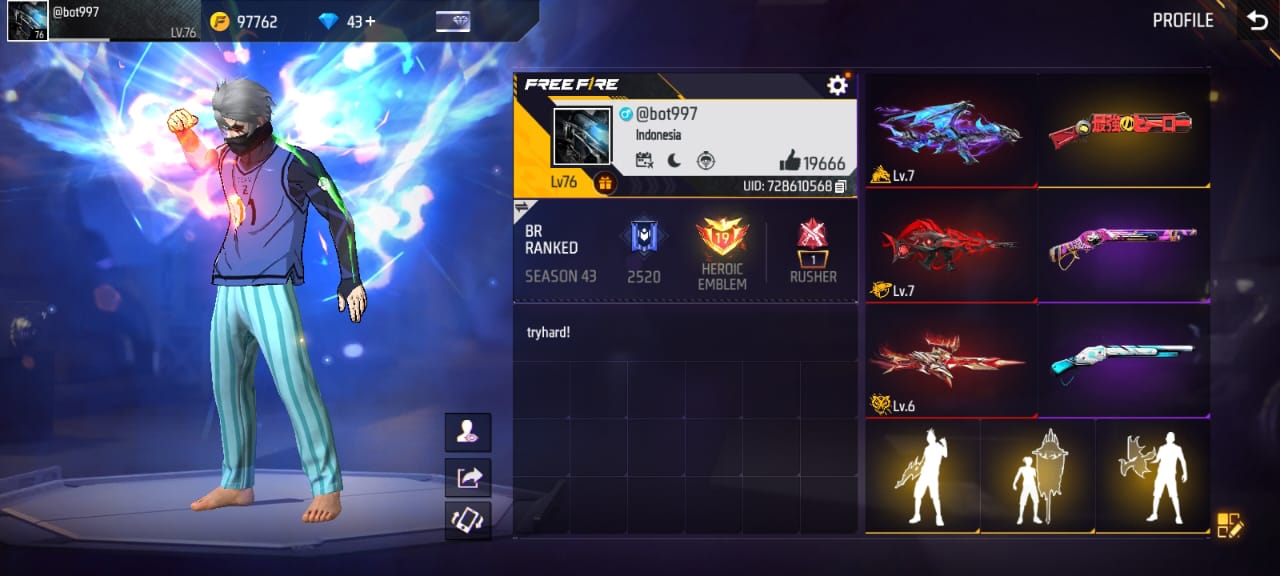 @bot997
76
LV.76
97762
43+
PROFILE
FREE FIRE
@bot997
Indonesia
19666
Lv76
UID: 728610568
BR
RANKED
SEASON 43
2520
19
HEROIC
EMBLEM
1
RUSHER
tryhard!
Lv.7
最強のヒーロー
Lv.7
Lv.6